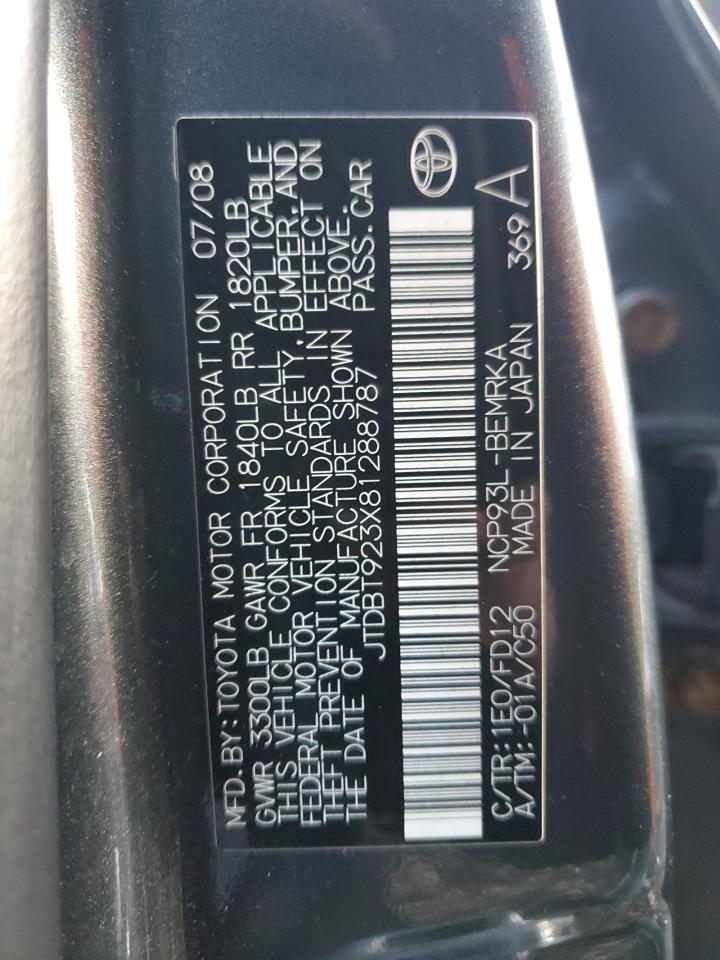 MFD. BY: TOYOTA MOTOR CORPORATION 07/08
GVWR 3300LB GAWR FR 1840LB RR 1820LB
THIS VEHICLE CONFORMS TO ALL APPLICABLE
FEDERAL MOTOR VEHICLE SAFETY, BUMPER, AND
THEFT PREVENTION STANDARDS IN EFFECT ON
THE DATE OF MANUFACTURE SHOWN ABOVE.
JTDBT923X81288787 PASS. CAR
C/TR: 1E0/FD12 NCP93L-BEMRKA 369 A
A/TM: -01A/C50 MADE IN JAPAN